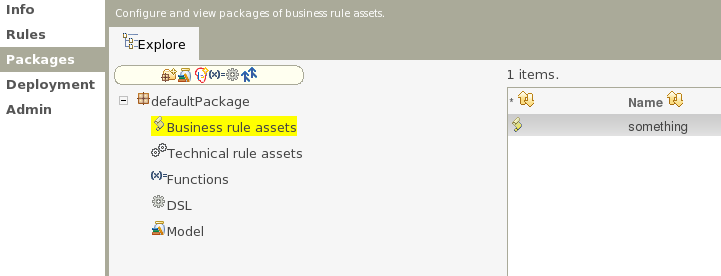 Info
Rules
Packages
Deployment
Admin
Configure and view packages of business rule assets.
Explore
(x)=
defaultPackage
Business rule assets
Technical rule assets
(x)= Functions
DSL
Model
1 items.
* Name
something